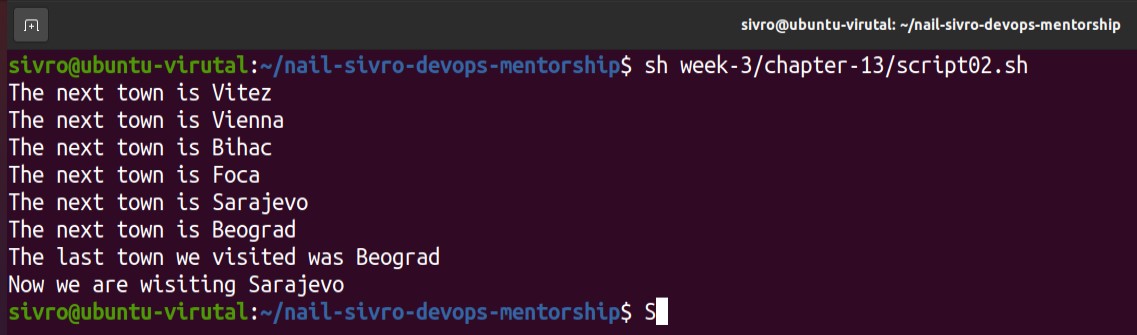 sivro@ubuntu-virutal: ~/nail-sivro-devops-mentorship
sivro@ubuntu-virutal:~/nail-sivro-devops-mentorship$ sh week-3/chapter-13/script02.sh
The next town is Vitez
The next town is Vienna
The next town is Bihac
The next town is Foca
The next town is Sarajevo
The next town is Beograd
The last town we visited was Beograd
Now we are wisiting Sarajevo
sivro@ubuntu-virutal:~/nail-sivro-devops-mentorship$ S